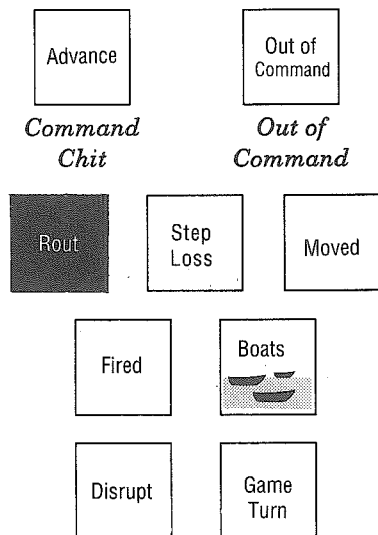 Advance
Out of
Command
Command
Chit
Out of
Command
Rout
Step
Loss
Moved
Fired
Boats
Disrupt
Game
Turn